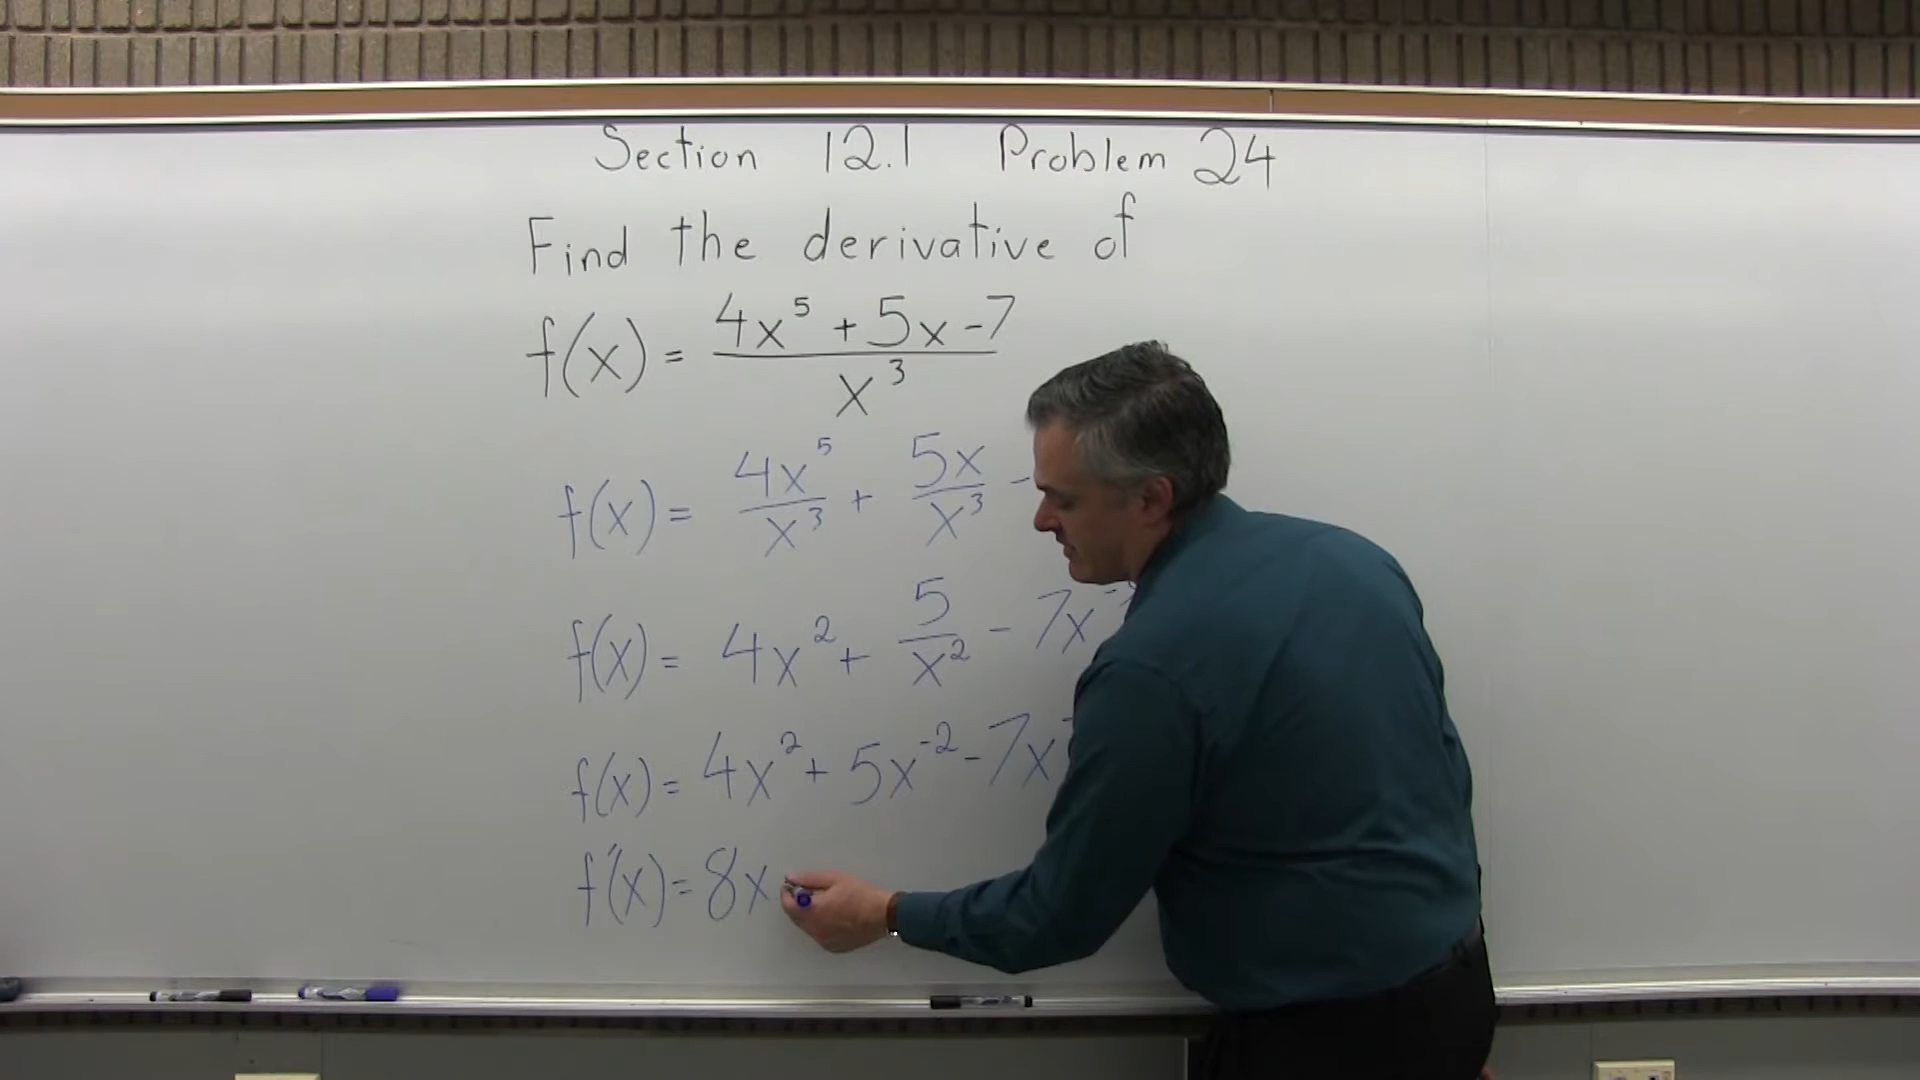 Section 12.1 Problem 24
Find the derivative of
f(x) = (4x^5 + 5x - 7)/x^3
f(x) = 4x^5/x^3 + 5x/x^3 -
f(x) = 4x^2 + 5/x^2 - 7x^-3
f(x) = 4x^2 + 5x^-2 - 7x^-
f'(x) = 8x